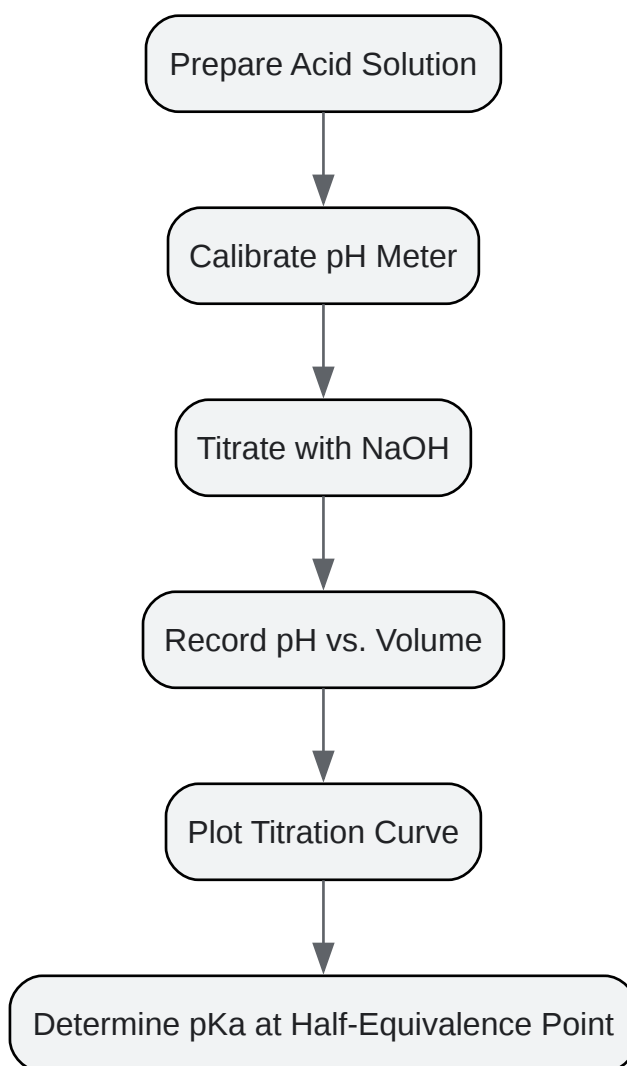 Prepare Acid Solution
Calibrate pH Meter
Titrate with NaOH
Record pH vs. Volume
Plot Titration Curve
Determine pKa at Half-Equivalence Point